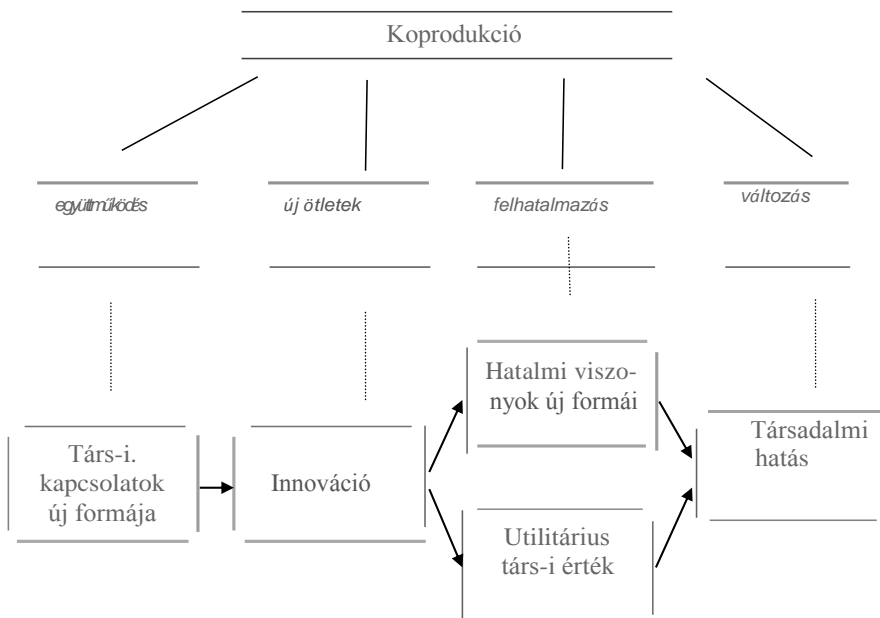 Koprodukció
együttműködés
új ötletek
felhatalmazás
változás
Hatalmi viszo-
nyok új formái
Társ-i.
kapcsolatok
új formája
Innováció
Társadalmi
hatás
Utilitárius
társ-i érték